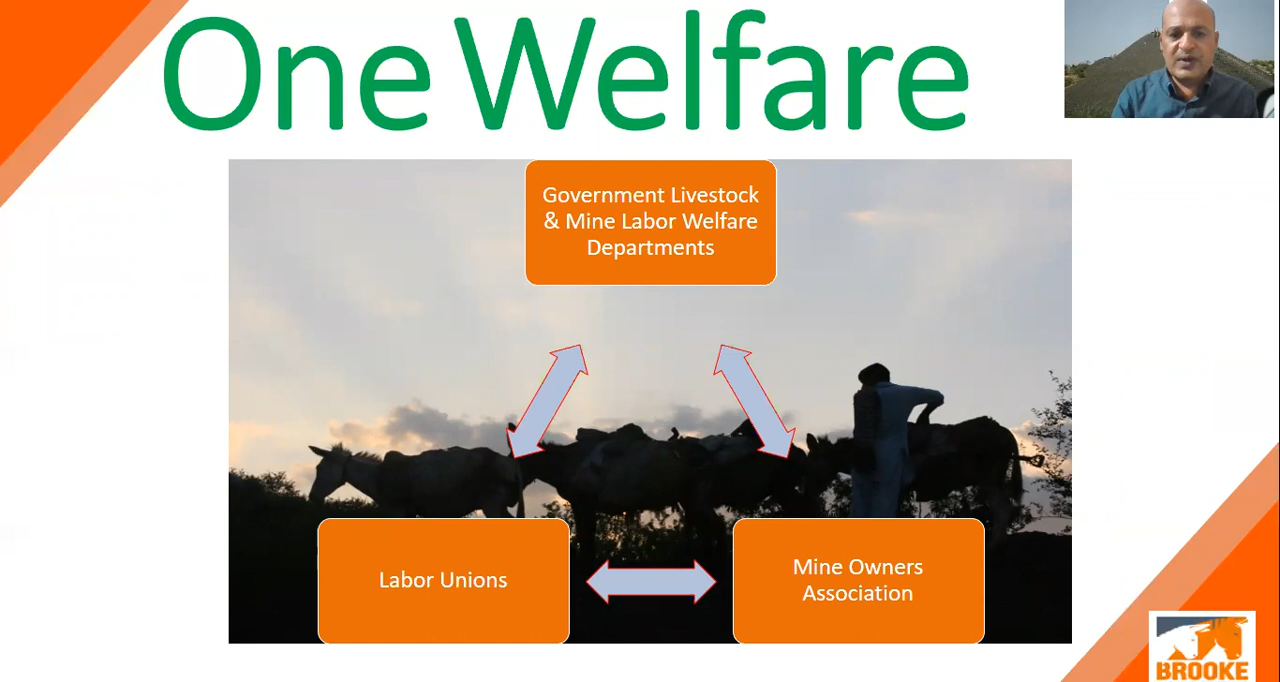 One Welfare
Government Livestock
& Mine Labor Welfare
Departments
Labor Unions
Mine Owners
Association
BROOKE